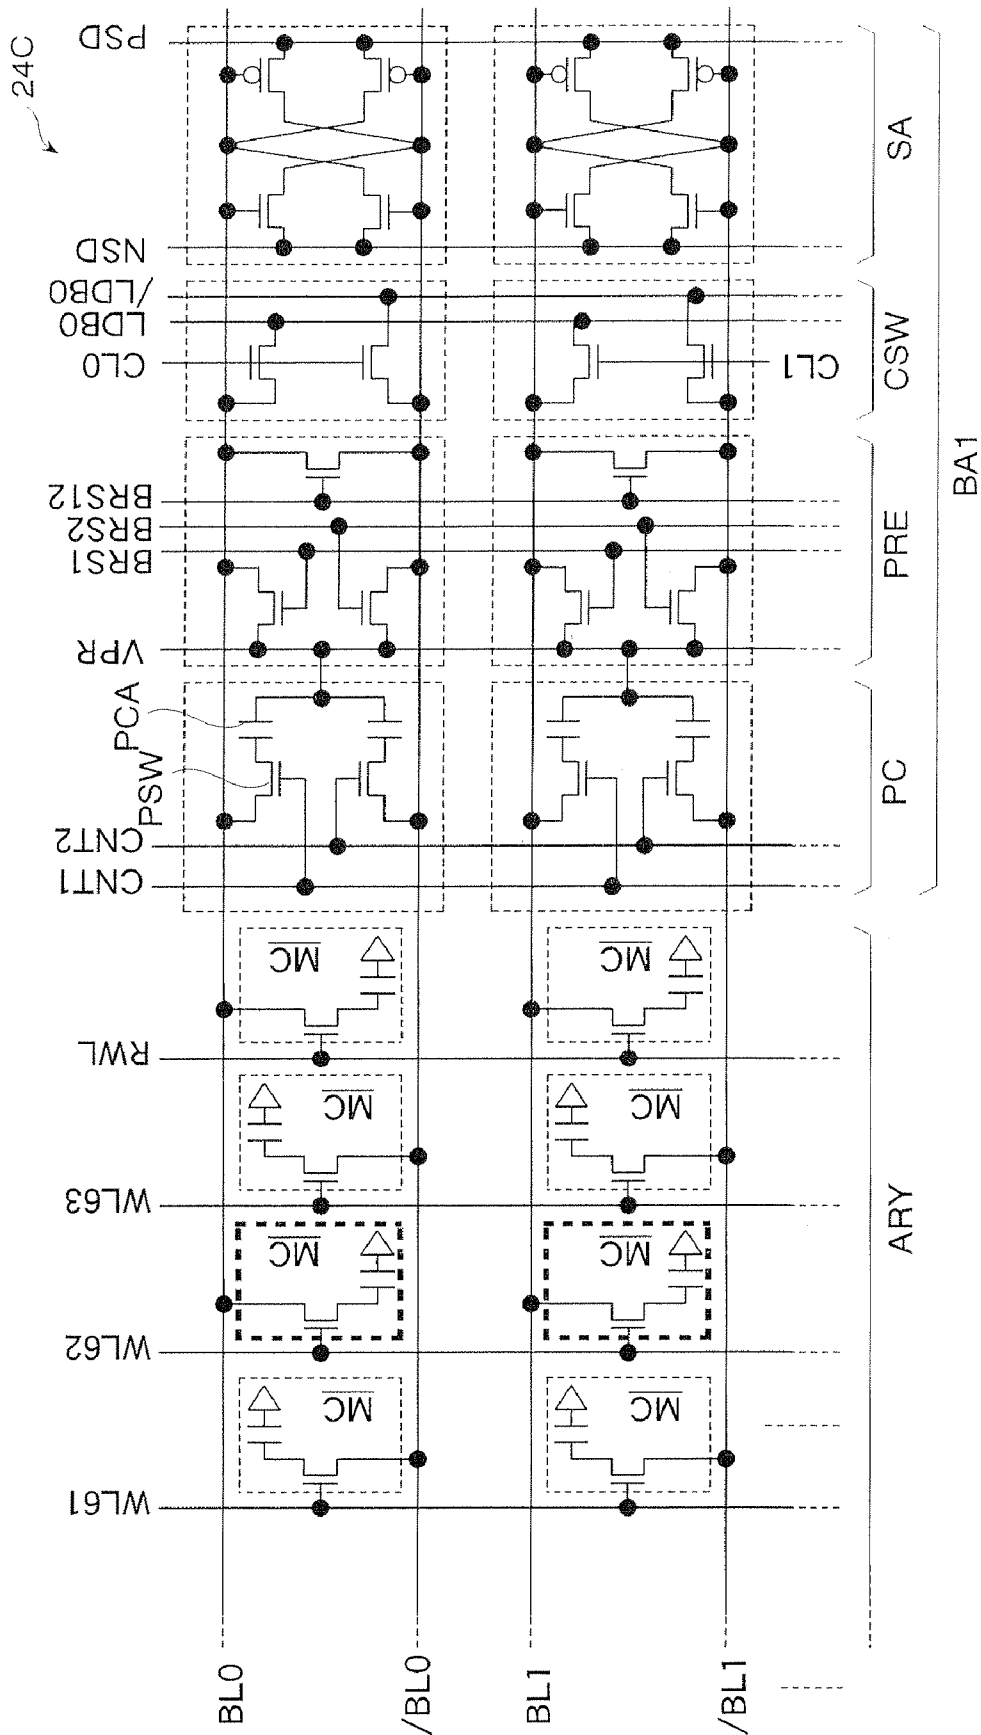 24C
PSD
NSD
/LDB0
LDB0
CL0
BRS12
BRS2
BRS1
VPR
PCA
PSW
CNT2
CNT1
RWL
WL63
WL62
WL61
MC
MC
MC
MC
MC
MC
MC
MC
CL1
BL0
/BL0
BL1
/BL1
SA
CSW
PRE
PC
BA1
ARY